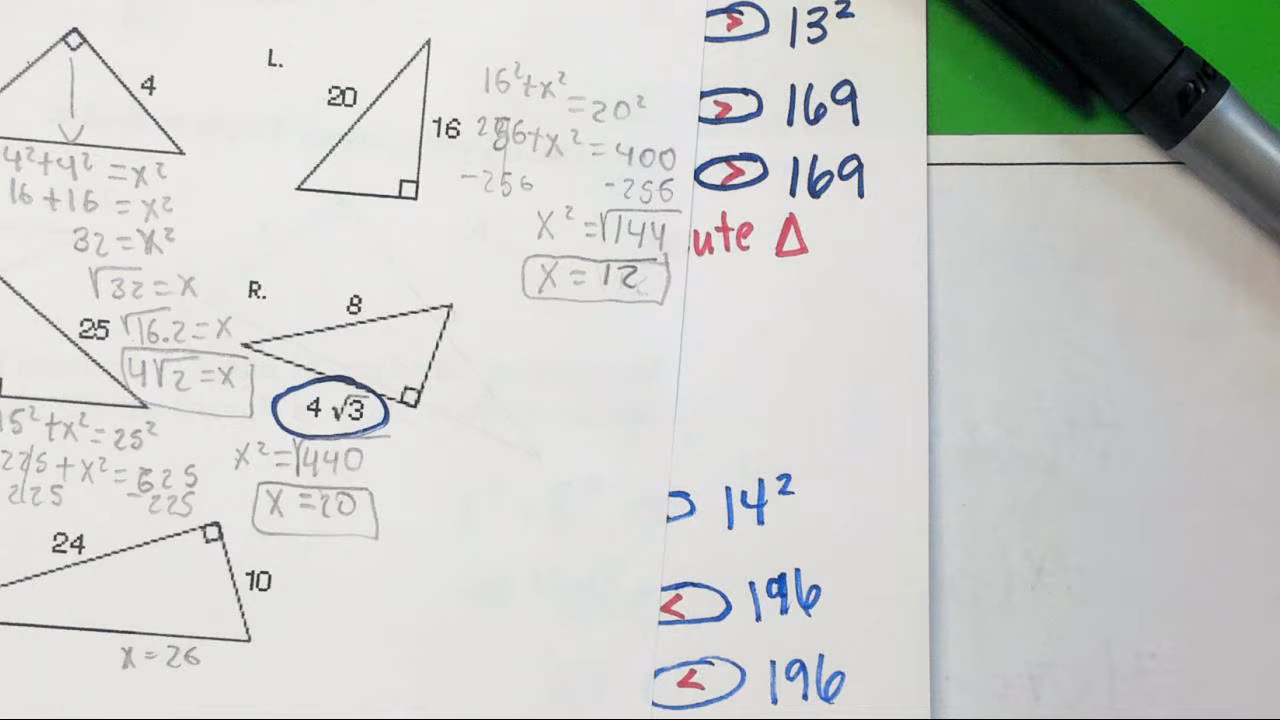 4
4² + 4² = x²
16 + 16 = x²
32 = x²
√32 = x
√16.2 = x
4√2 = x
L.
20
16
16² + x² = 20²
256 + x² = 400
-256 -256
x² = √144
x = 12
25
15² + x² = 25²
225 + x² = 625
225 -225
x² = √440
x = 20
R.
8
4 √3
24
10
x = 26
> 13²
> 169
> 169
ute Δ
14²
< 196
< 196